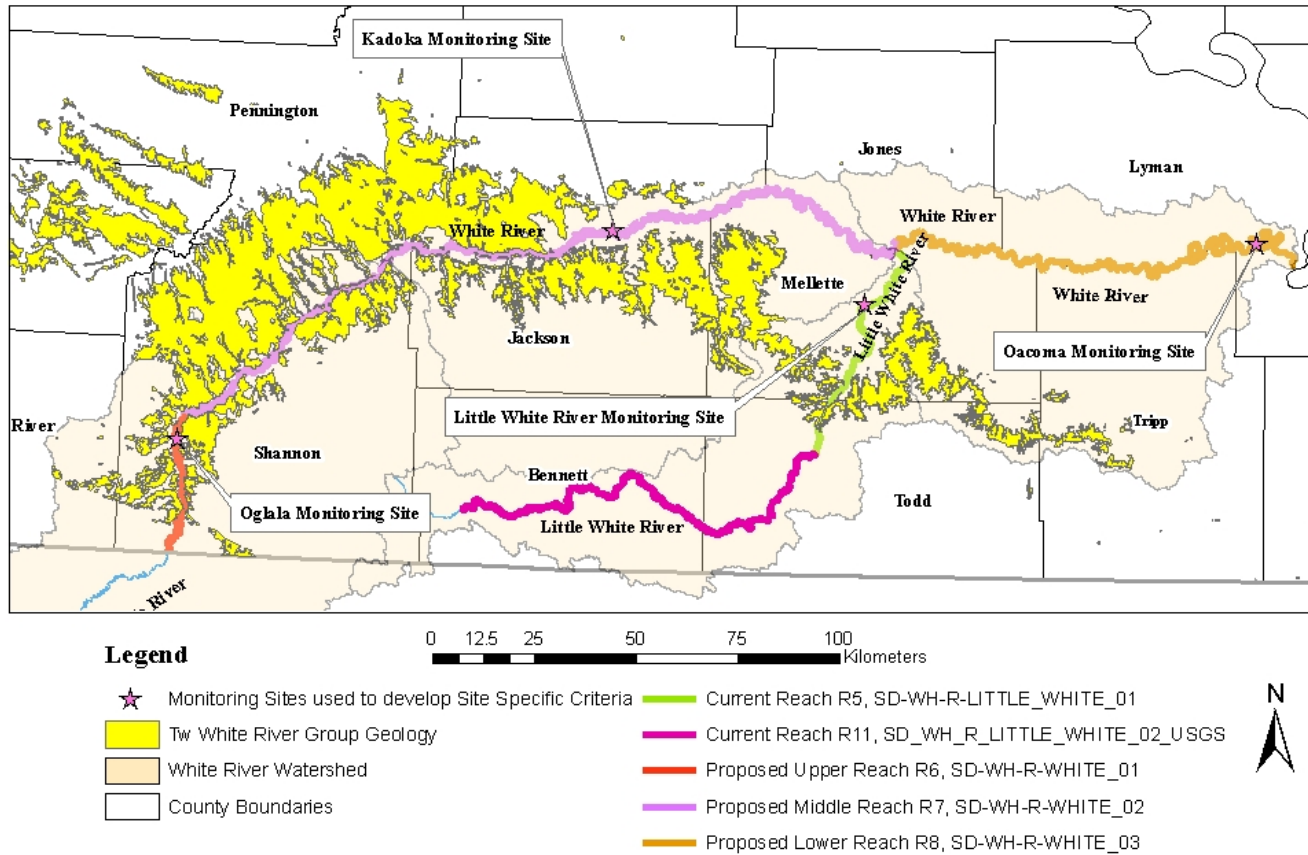 Kadoka Monitoring Site
Pennington
Jones
Lyman
White River
White River
Mellette
Little White River
White River
Jackson
Oacoma Monitoring Site
Little White River Monitoring Site
River
Shannon
Tripp
Bennett
Todd
Oglala Monitoring Site
Little White River
River
Legend
0 12.5 25 50 75 100
Kilometers
N
Monitoring Sites used to develop Site Specific Criteria
Tw White River Group Geology
White River Watershed
County Boundaries
Current Reach R5, SD-WH-R-LITTLE_WHITE_01
Current Reach R11, SD_WH_R_LITTLE_WHITE_02_USGS
Proposed Upper Reach R6, SD-WH-R-WHITE_01
Proposed Middle Reach R7, SD-WH-R-WHITE_02
Proposed Lower Reach R8, SD-WH-R-WHITE_03